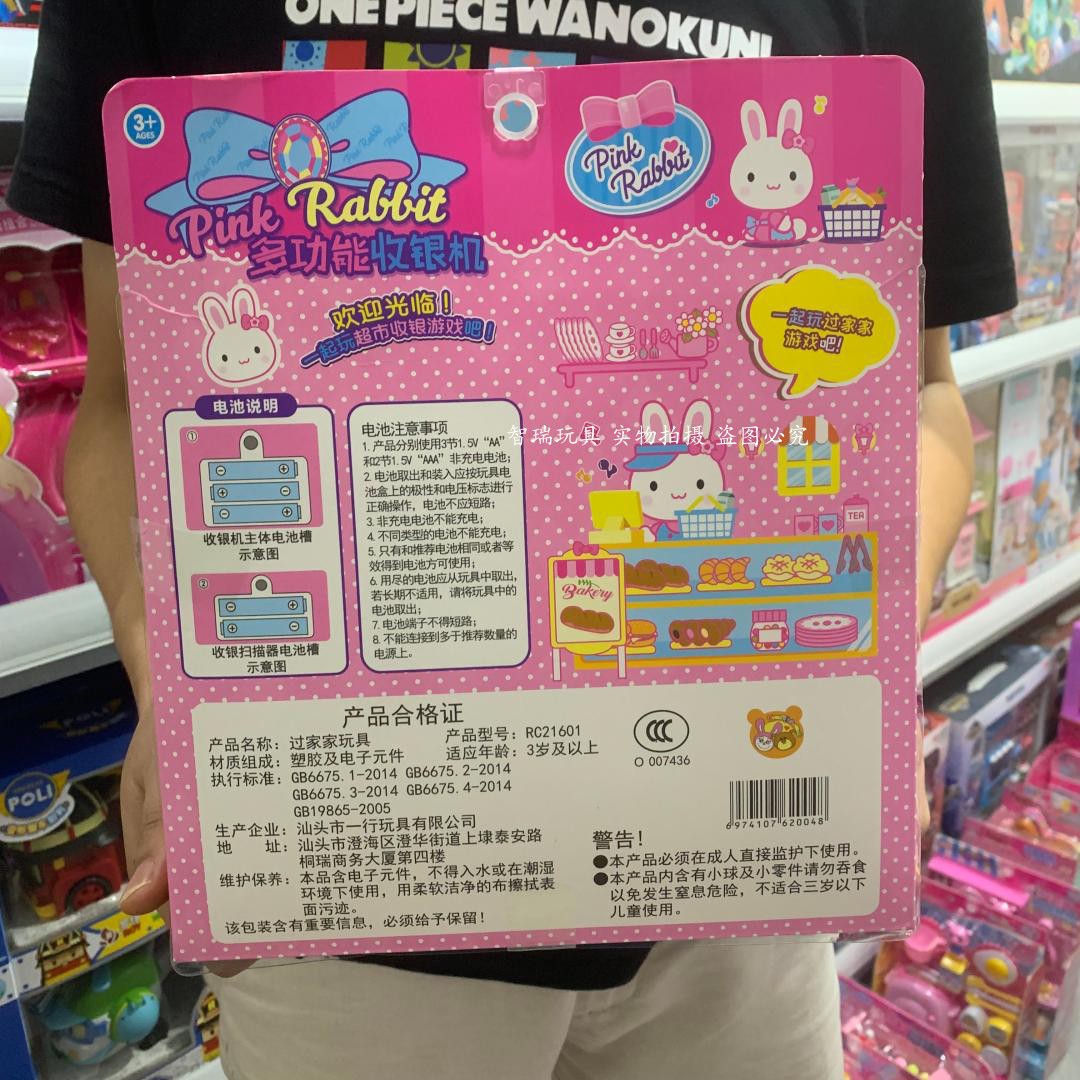 ONE PIECE WANOKUNI
3+
AGES
Pink Rabbit
多功能收银机
Pink
Rabbit
欢迎光临！
一起玩超市收银游戏吧！
一起玩过家家
游戏吧！
电池说明
①
收银机主体电池槽
示意图
②
收银扫描器电池槽
示意图
电池注意事项
1. 产品分别使用3节1.5V“AA”
和2节1.5V“AAA”非充电电池；
2. 电池取出和装入应按玩具电
池盒上的极性和电压标志进行
正确操作，电池不应短路；
3. 非充电电池不能充电；
4. 不同类型的电池不能充电；
5. 只有和推荐电池相同或者等
效得到电池方可使用；
6. 用尽的电池应从玩具中取出，
若长期不适用，请将玩具中的
电池取出；
7. 电池端子不得短路；
8. 不能连接到多于推荐数量的
电源上。
智瑞玩具 实物拍摄 盗图必究
TEA
my
Bakery
产品合格证
产品名称：过家家玩具
产品型号：RC21601
材质组成：塑胶及电子元件
适应年龄：3岁及以上
执行标准：GB6675.1-2014 GB6675.2-2014
GB6675.3-2014 GB6675.4-2014
GB19865-2005
生产企业：汕头市一行玩具有限公司
地 址：汕头市澄海区澄华街道上埭泰安路
桐瑞商务大厦第四楼
维护保养：本品含电子元件，不得入水或在潮湿
环境下使用，用柔软洁净的布擦拭表
面污迹。
该包装含有重要信息，必须给予保留！
CCC
O 007436
6974107620048
警告！
●本产品必须在成人直接监护下使用。
●本产品内含有小球及小零件请勿吞食
以免发生窒息危险，不适合三岁以下
儿童使用。
POLI
POLI